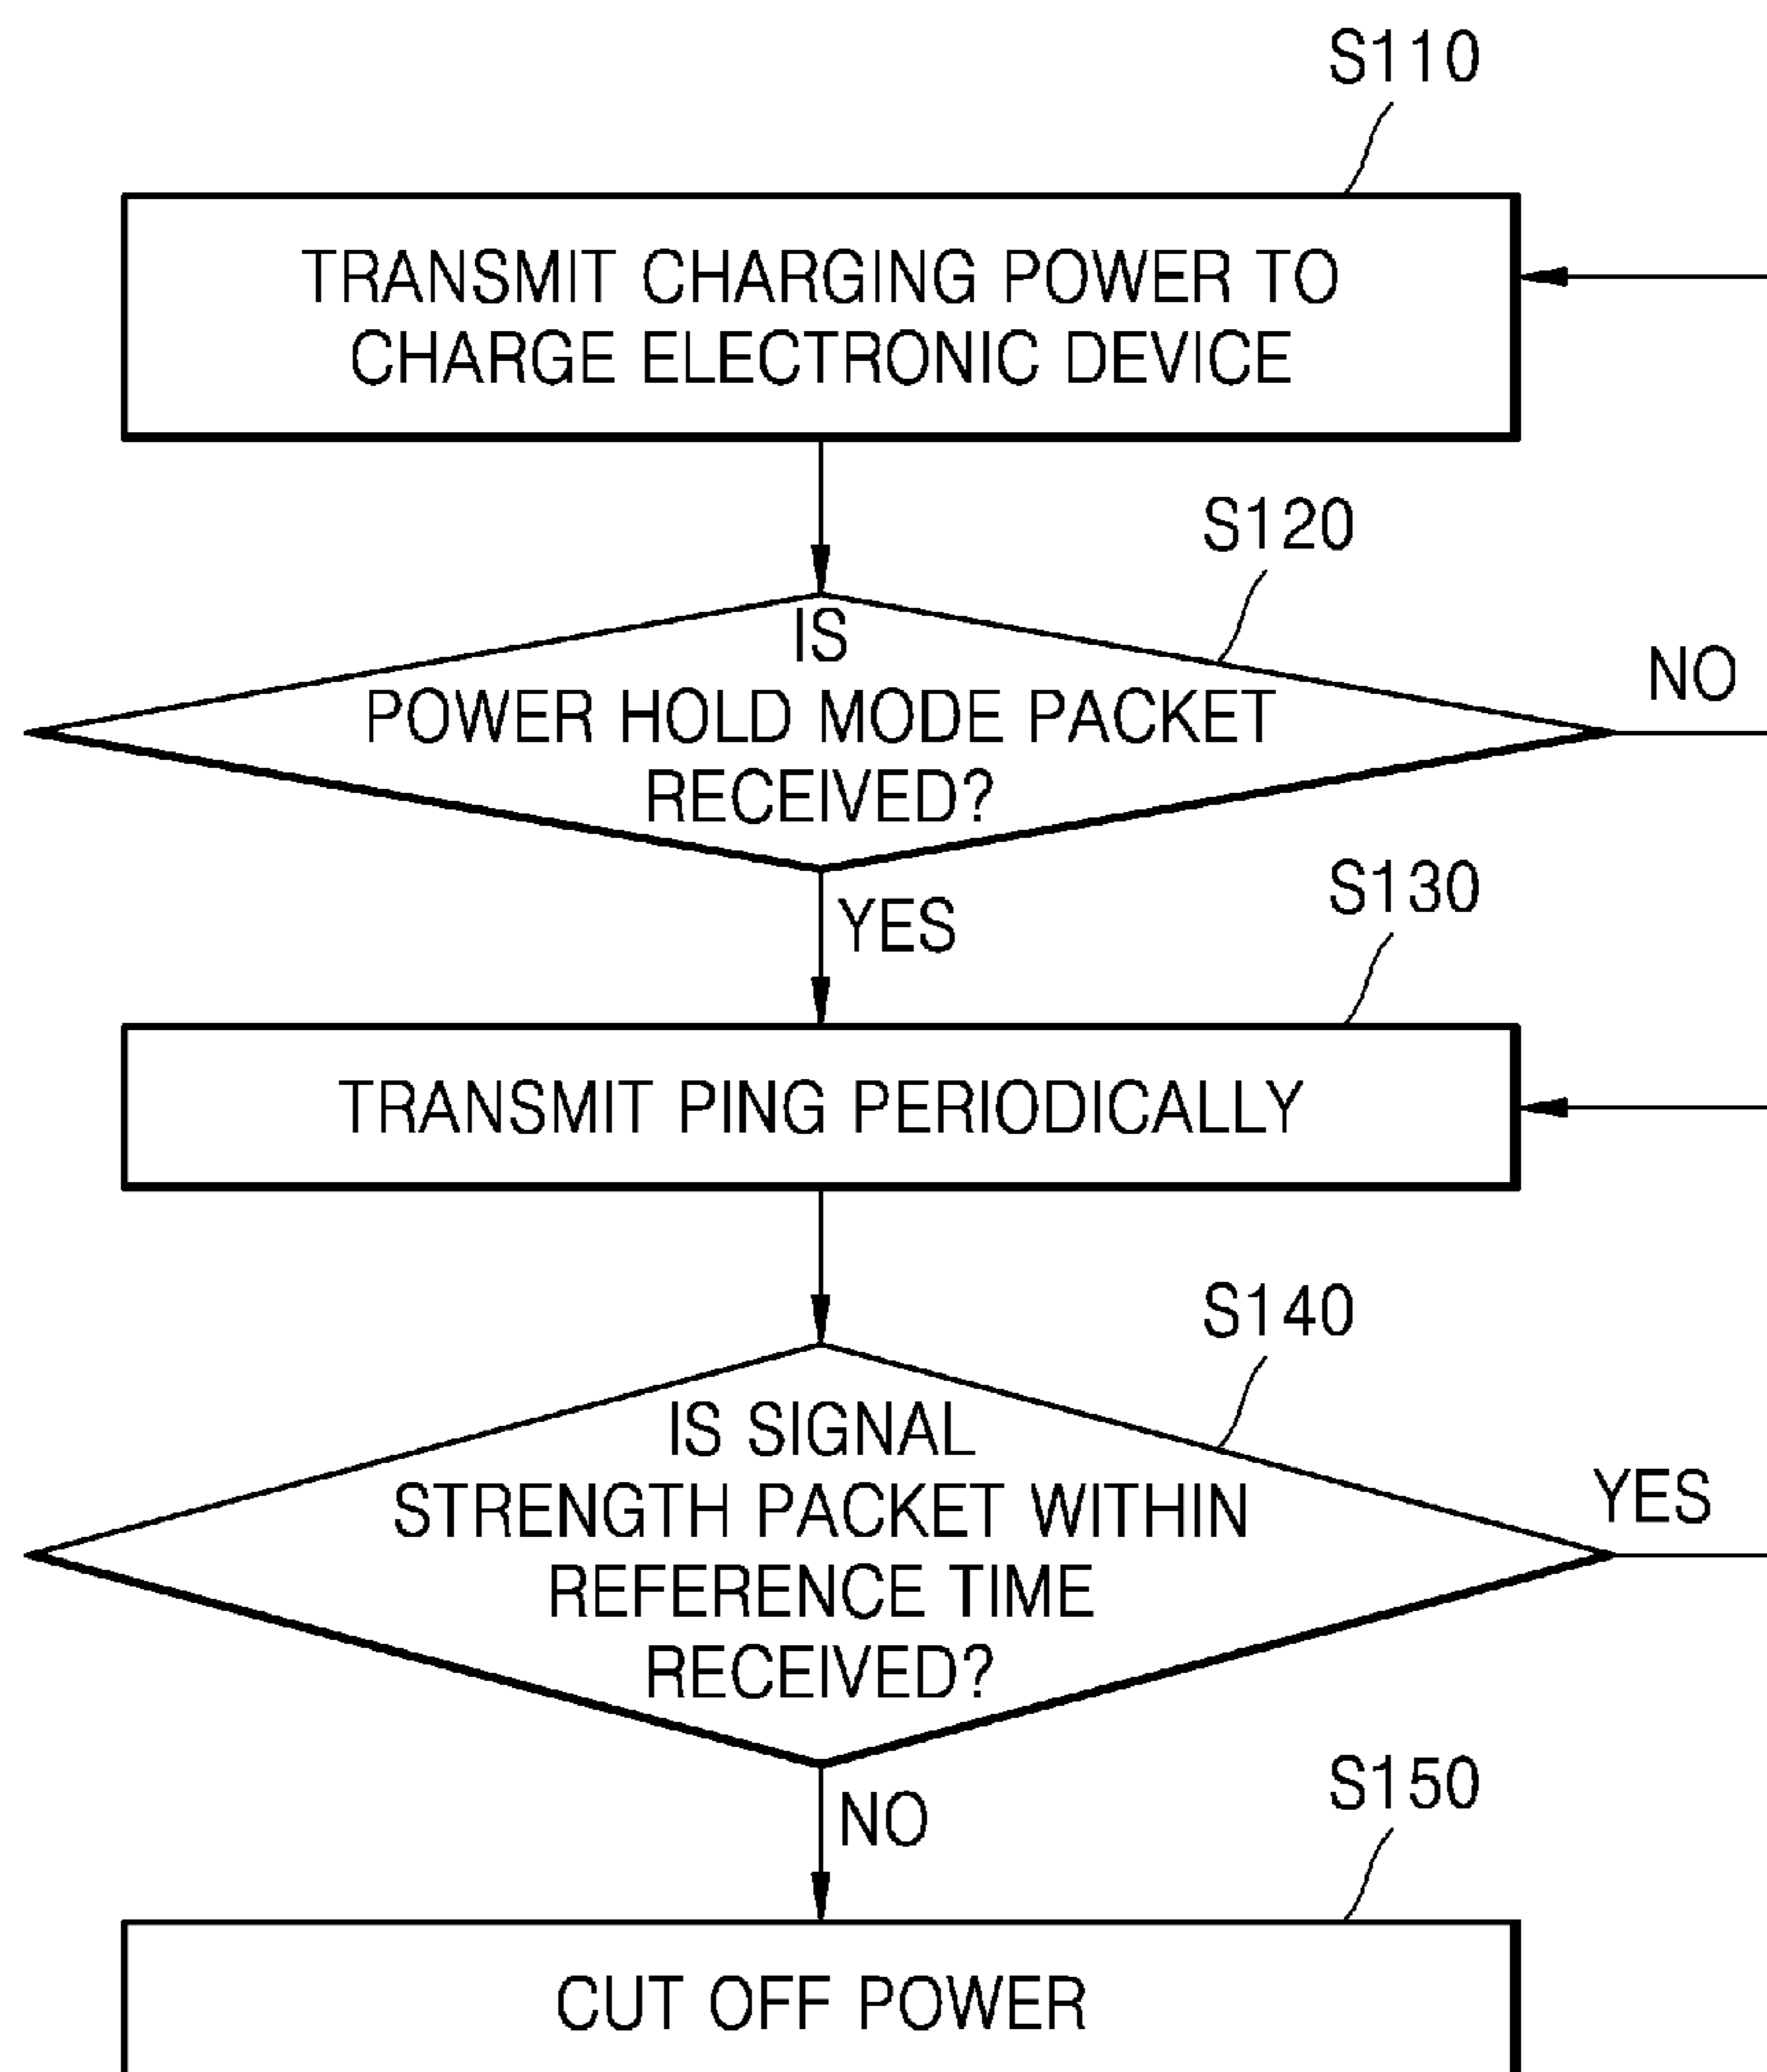 S110
TRANSMIT CHARGING POWER TO
CHARGE ELECTRONIC DEVICE
S120
IS
POWER HOLD MODE PACKET
RECEIVED?
NO
YES
S130
TRANSMIT PING PERIODICALLY
S140
IS SIGNAL
STRENGTH PACKET WITHIN
REFERENCE TIME
RECEIVED?
YES
NO
S150
CUT OFF POWER